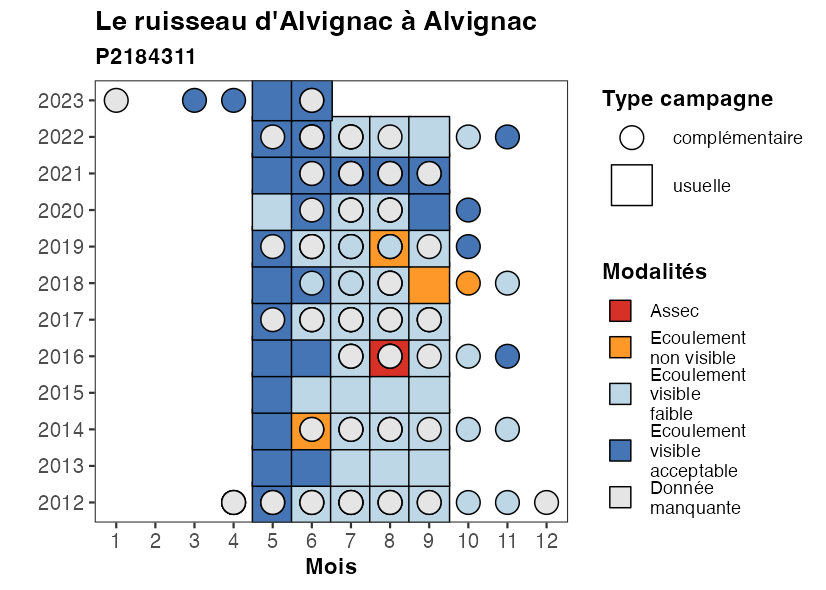 Le ruisseau d'Alvignac à Alvignac
P2184311
2023
2022
2021
2020
2019
2018
2017
2016
2015
2014
2013
2012
1 2 3 4 5 6 7 8 9 10 11 12
Mois
Type campagne
complémentaire
usuelle
Modalités
Assec
Ecoulement
non visible
Ecoulement
visible
faible
Ecoulement
visible
acceptable
Donnée
manquante